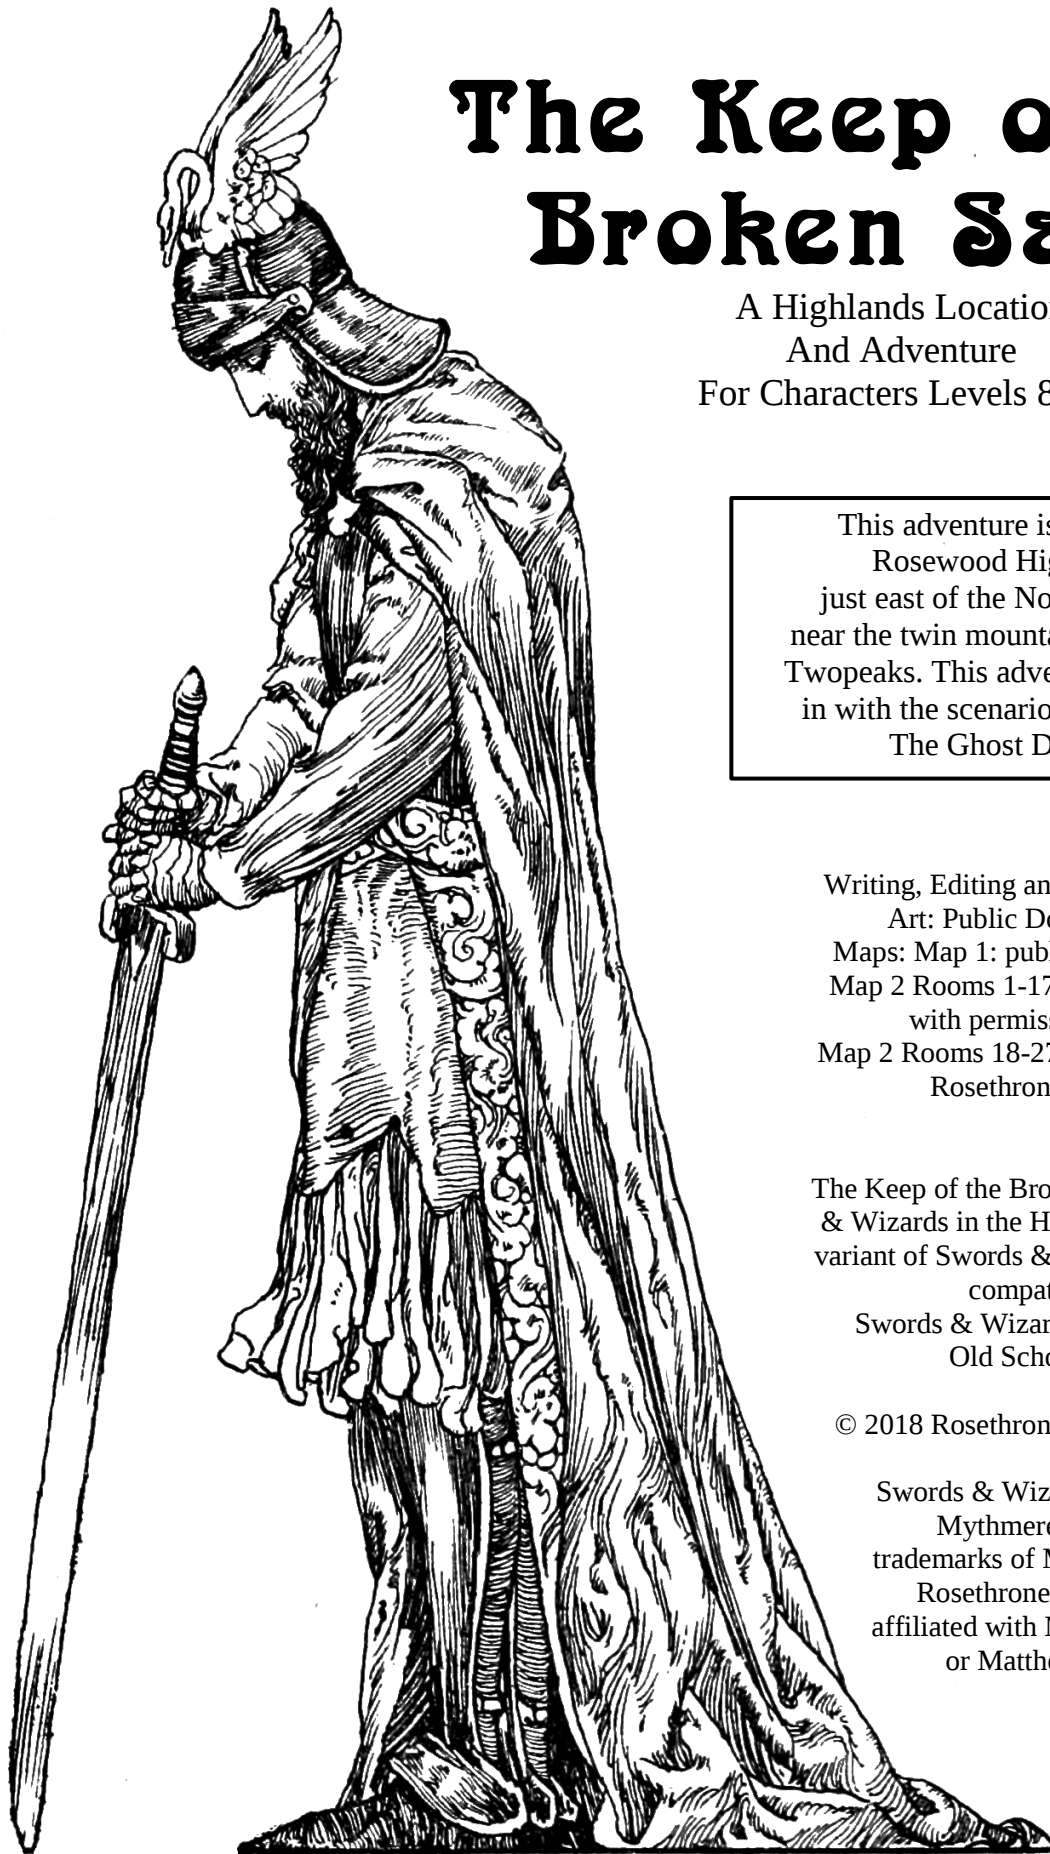 The Keep o
Broken Sa
A Highlands Location
And Adventure
For Characters Levels 8
This adventure is
Rosewood Hig
just east of the No
near the twin mounta
Twopeaks. This adve
in with the scenario
The Ghost D
Writing, Editing an
Art: Public Do
Maps: Map 1: publ
Map 2 Rooms 1-17
with permiss
Map 2 Rooms 18-27
Rosethron
The Keep of the Bro
& Wizards in the H
variant of Swords &
compat
Swords & Wizar
Old Scho
© 2018 Rosethron
Swords & Wiz
Mythmere
trademarks of M
Rosethrone
affiliated with M
or Matthe